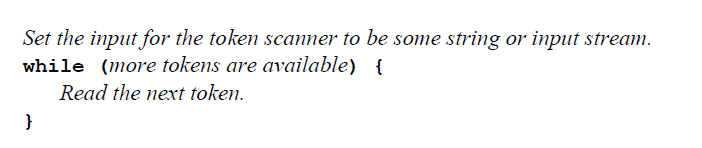 Set the input for the token scanner to be some string or input stream.
while (more tokens are available) {
Read the next token.
}